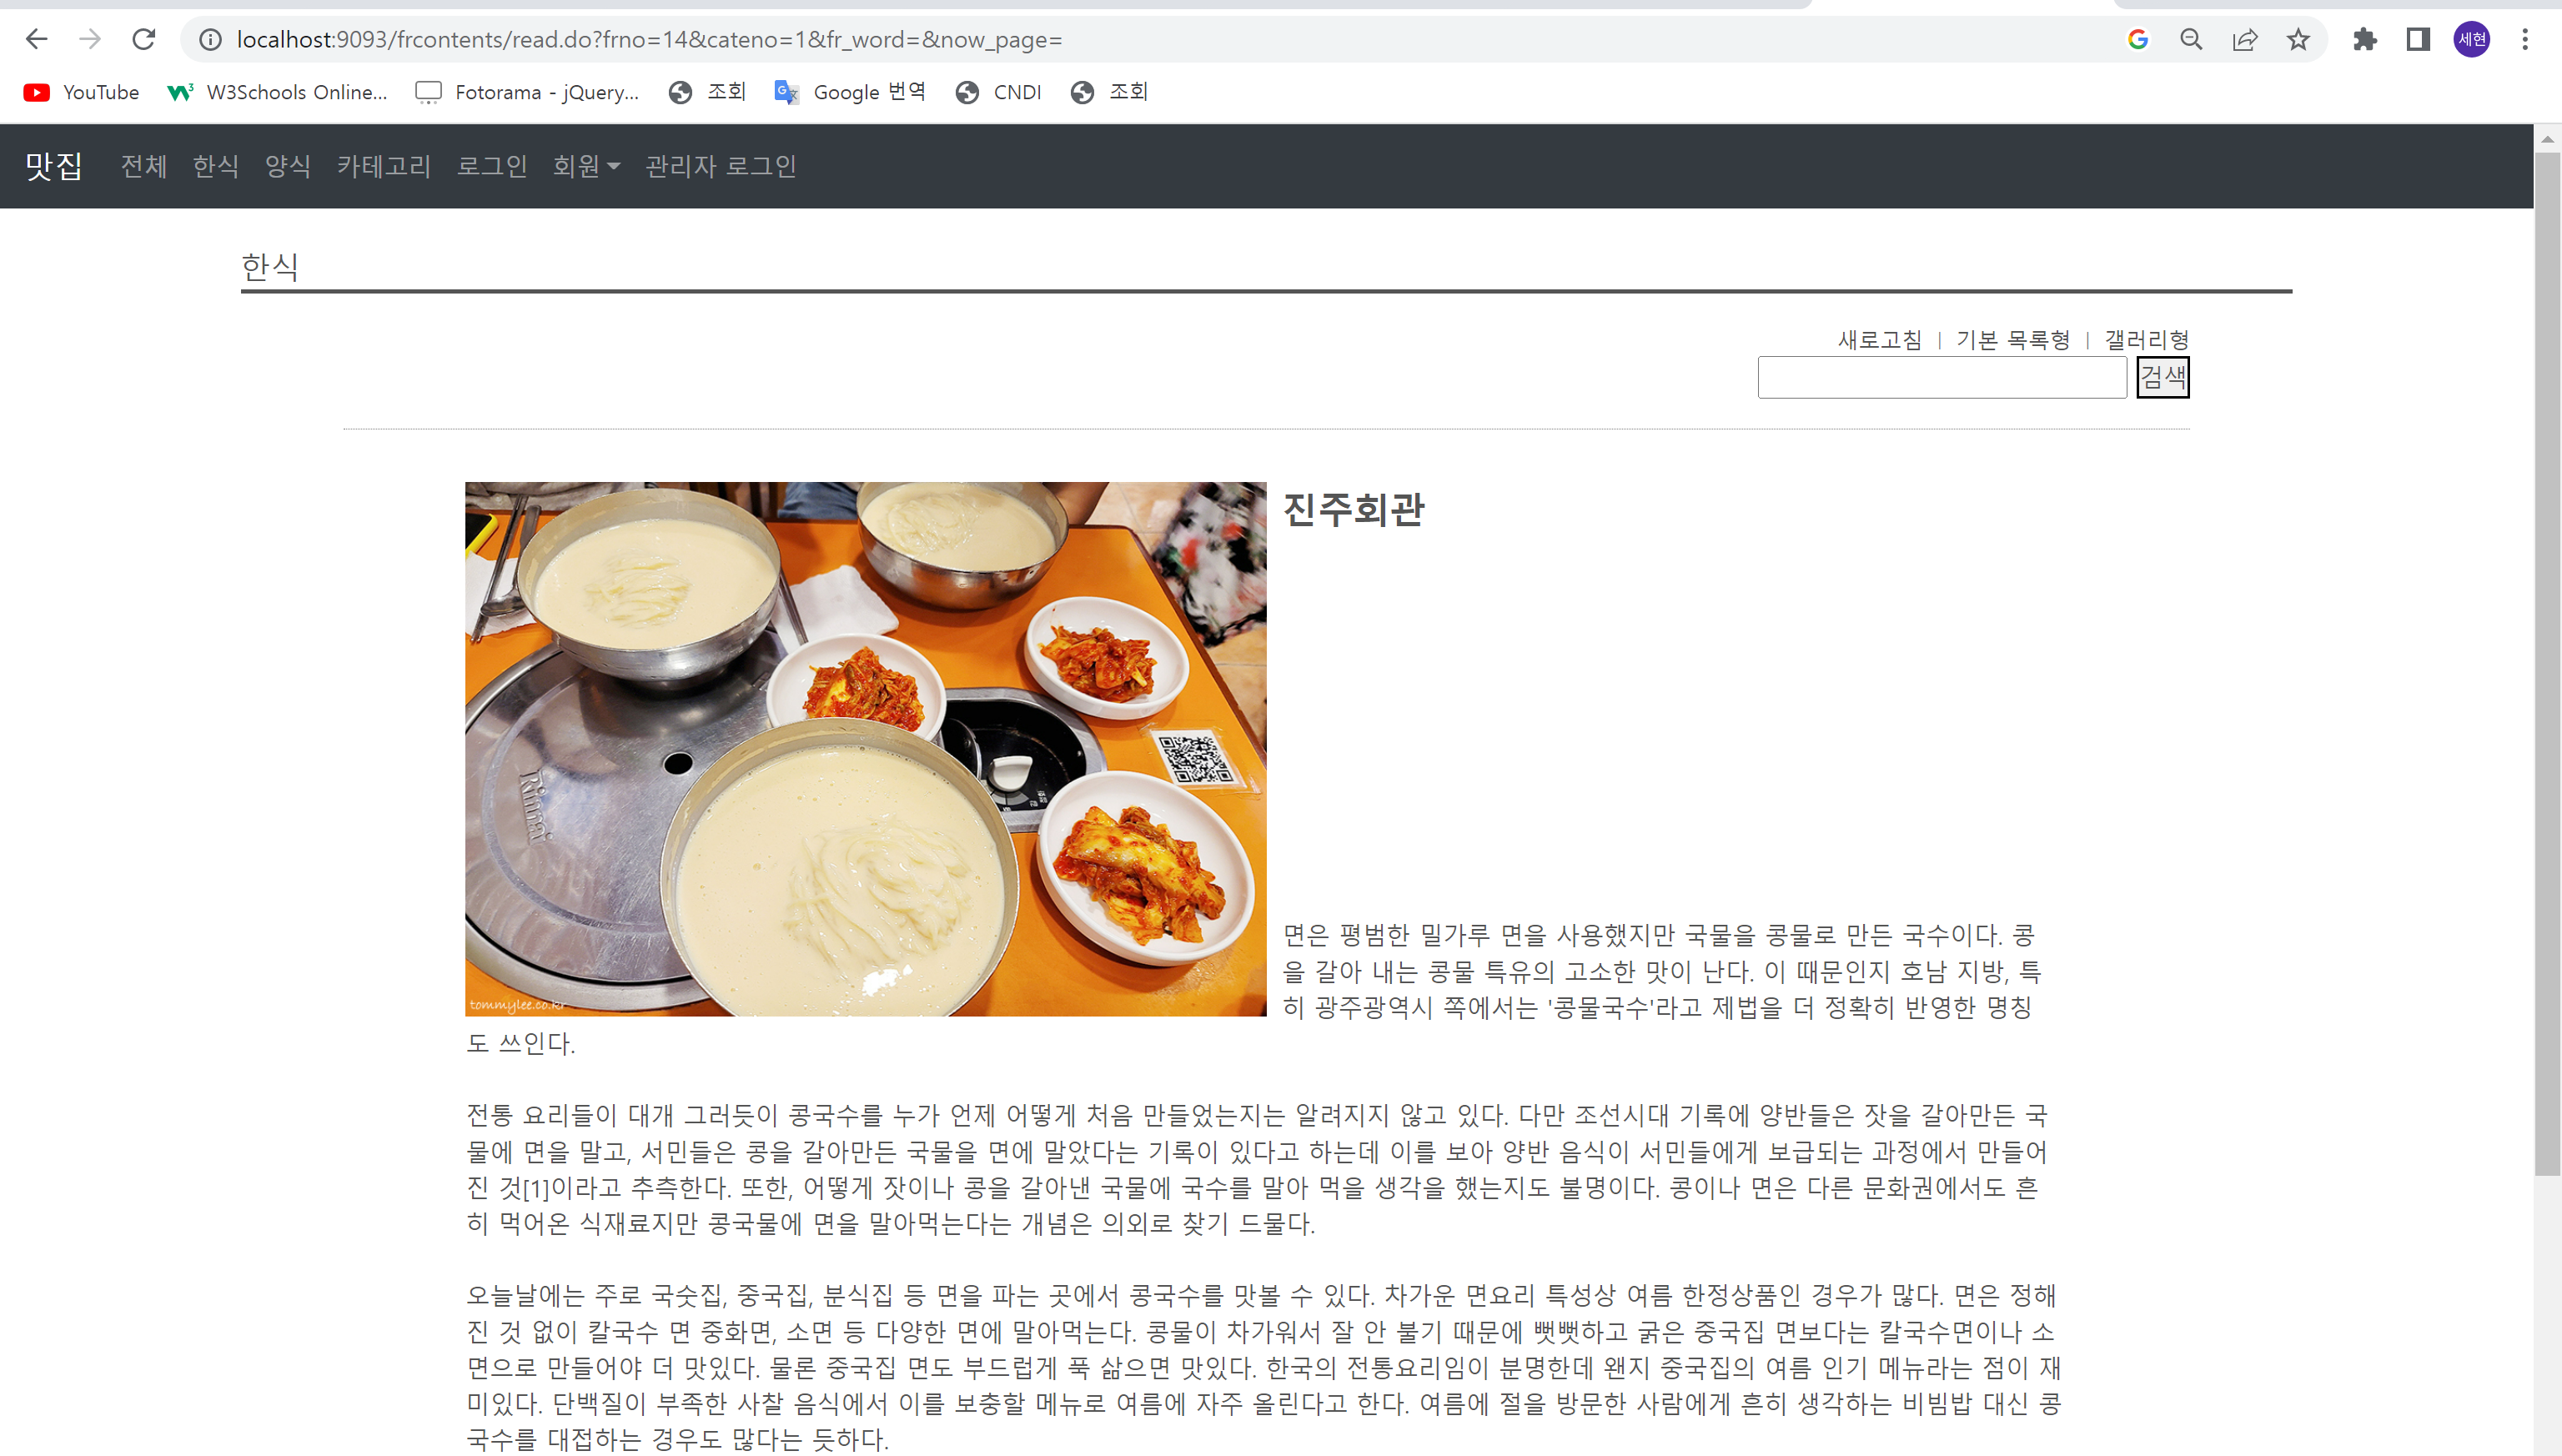 localhost:9093/frcontents/read.do?frno=14&cateno=1&fr_word=&now_page=
세현
YouTube W3Schools Online... Fotorama - jQuery... 조회 Google 번역 CNDI 조회
맛집 전체 한식 양식 카테고리 로그인 회원 관리자 로그인
한식
새로고침 | 기본 목록형 | 갤러리형
검색
진주회관
Rinnai
tommylee.co.kr
면은 평범한 밀가루 면을 사용했지만 국물을 콩물로 만든 국수이다. 콩
을 갈아 내는 콩물 특유의 고소한 맛이 난다. 이 때문인지 호남 지방, 특
히 광주광역시 쪽에서는 '콩물국수'라고 제법을 더 정확히 반영한 명칭
도 쓰인다.
전통 요리들이 대개 그러듯이 콩국수를 누가 언제 어떻게 처음 만들었는지는 알려지지 않고 있다. 다만 조선시대 기록에 양반들은 잣을 갈아만든 국
물에 면을 말고, 서민들은 콩을 갈아만든 국물을 면에 말았다는 기록이 있다고 하는데 이를 보아 양반 음식이 서민들에게 보급되는 과정에서 만들어
진 것[1]이라고 추측한다. 또한, 어떻게 잣이나 콩을 갈아낸 국물에 국수를 말아 먹을 생각을 했는지도 불명이다. 콩이나 면은 다른 문화권에서도 흔
히 먹어온 식재료지만 콩국물에 면을 말아먹는다는 개념은 의외로 찾기 드물다.
오늘날에는 주로 국숫집, 중국집, 분식집 등 면을 파는 곳에서 콩국수를 맛볼 수 있다. 차가운 면요리 특성상 여름 한정상품인 경우가 많다. 면은 정해
진 것 없이 칼국수 면 중화면, 소면 등 다양한 면에 말아먹는다. 콩물이 차가워서 잘 안 불기 때문에 뻣뻣하고 굵은 중국집 면보다는 칼국수면이나 소
면으로 만들어야 더 맛있다. 물론 중국집 면도 부드럽게 푹 삶으면 맛있다. 한국의 전통요리임이 분명한데 왠지 중국집의 여름 인기 메뉴라는 점이 재
미있다. 단백질이 부족한 사찰 음식에서 이를 보충할 메뉴로 여름에 자주 올린다고 한다. 여름에 절을 방문한 사람에게 흔히 생각하는 비빔밥 대신 콩
국수를 대접하는 경우도 많다는 듯하다.